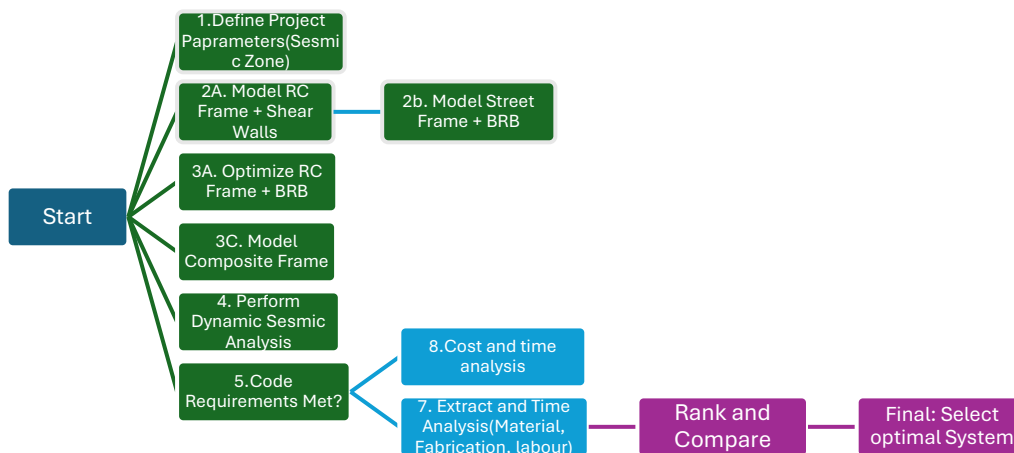 1.Define Project
Paprameters(Sesmi
c Zone)
2A. Model RC
Frame + Shear
Walls
2b. Model Street
Frame + BRB
3A. Optimize RC
Frame + BRB
Start
3C. Model
Composite Frame
4. Perform
Dynamic Sesmic
Analysis
5.Code
Requirements Met?
8.Cost and time
analysis
7. Extract and Time
Analysis(Material,
Fabrication, labour)
Rank and
Compare
Final: Select
optimal System